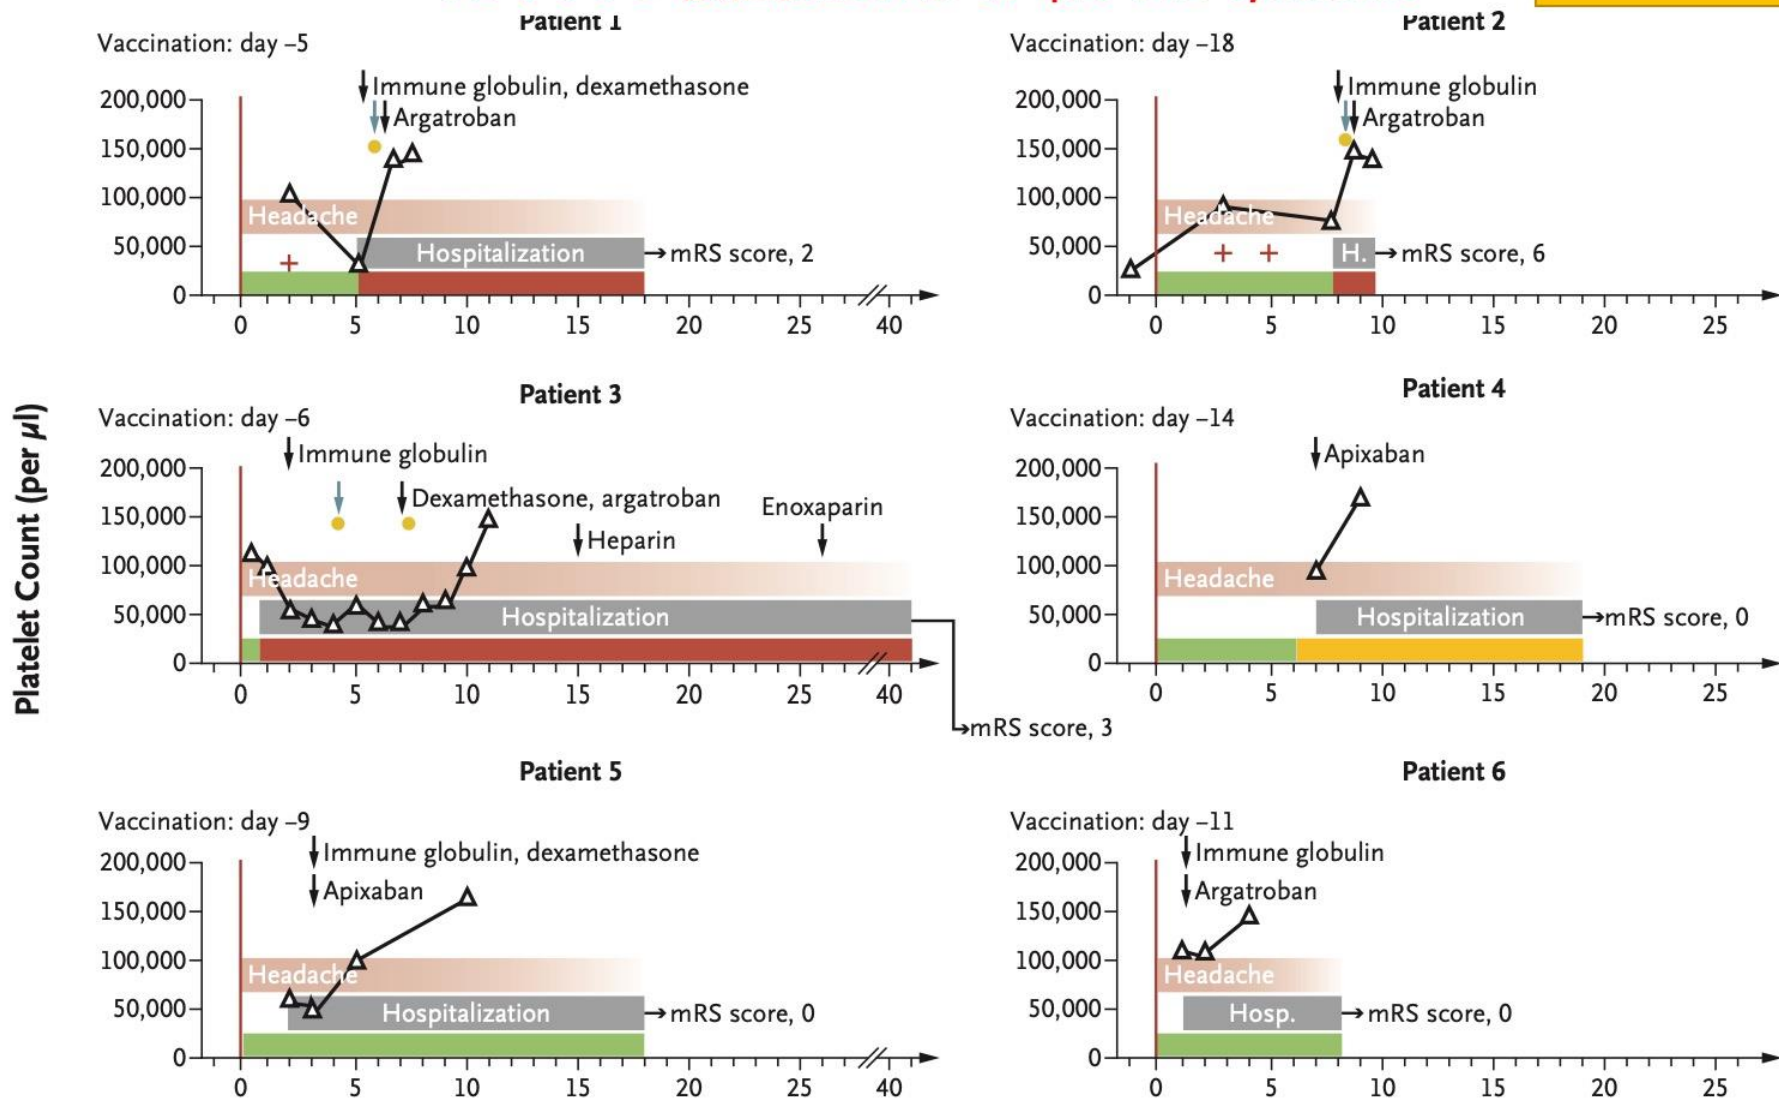 Patient 1
Vaccination: day –5
Immune globulin, dexamethasone
Argatroban
200,000
150,000
100,000
50,000
0
Headache
Hospitalization
mRS score, 2
0 5 10 15 20 25 40
Patient 2
Vaccination: day –18
Immune globulin
Argatroban
200,000
150,000
100,000
50,000
0
Headache
H.
mRS score, 6
0 5 10 15 20 25
Platelet Count (per µl)
Patient 3
Vaccination: day –6
Immune globulin
Dexamethasone, argatroban
Enoxaparin
Heparin
200,000
150,000
100,000
50,000
0
Headache
Hospitalization
0 5 10 15 20 25 40
mRS score, 3
Patient 4
Vaccination: day –14
Apixaban
200,000
150,000
100,000
50,000
0
Headache
Hospitalization
mRS score, 0
0 5 10 15 20 25
Patient 5
Vaccination: day –9
Immune globulin, dexamethasone
Apixaban
200,000
150,000
100,000
50,000
0
Headache
Hospitalization
mRS score, 0
0 5 10 15 20 25 40
Patient 6
Vaccination: day –11
Immune globulin
Argatroban
200,000
150,000
100,000
50,000
0
Headache
Hosp.
mRS score, 0
0 5 10 15 20 25